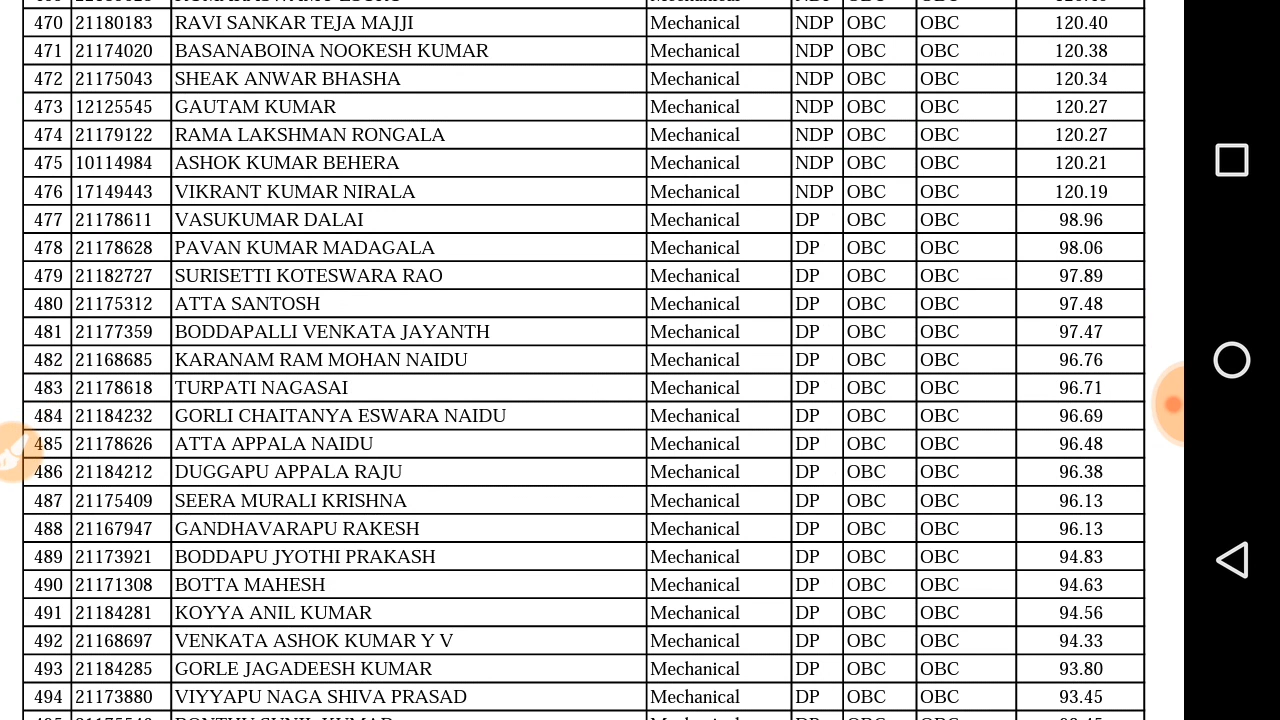 470 21180183 RAVI SANKAR TEJA MAJJI Mechanical NDP OBC OBC 120.40
471 21174020 BASANABOINA NOOKESH KUMAR Mechanical NDP OBC OBC 120.38
472 21175043 SHEAK ANWAR BHASHA Mechanical NDP OBC OBC 120.34
473 12125545 GAUTAM KUMAR Mechanical NDP OBC OBC 120.27
474 21179122 RAMA LAKSHMAN RONGALA Mechanical NDP OBC OBC 120.27
475 10114984 ASHOK KUMAR BEHERA Mechanical NDP OBC OBC 120.21
476 17149443 VIKRANT KUMAR NIRALA Mechanical NDP OBC OBC 120.19
477 21178611 VASUKUMAR DALAI Mechanical DP OBC OBC 98.96
478 21178628 PAVAN KUMAR MADAGALA Mechanical DP OBC OBC 98.06
479 21182727 SURISETTI KOTESWARA RAO Mechanical DP OBC OBC 97.89
480 21175312 ATTA SANTOSH Mechanical DP OBC OBC 97.48
481 21177359 BODDAPALLI VENKATA JAYANTH Mechanical DP OBC OBC 97.47
482 21168685 KARANAM RAM MOHAN NAIDU Mechanical DP OBC OBC 96.76
483 21178618 TURPATI NAGASAI Mechanical DP OBC OBC 96.71
484 21184232 GORLI CHAITANYA ESWARA NAIDU Mechanical DP OBC OBC 96.69
485 21178626 ATTA APPALA NAIDU Mechanical DP OBC OBC 96.48
486 21184212 DUGGAPU APPALA RAJU Mechanical DP OBC OBC 96.38
487 21175409 SEERA MURALI KRISHNA Mechanical DP OBC OBC 96.13
488 21167947 GANDHAVARAPU RAKESH Mechanical DP OBC OBC 96.13
489 21173921 BODDAPU JYOTHI PRAKASH Mechanical DP OBC OBC 94.83
490 21171308 BOTTA MAHESH Mechanical DP OBC OBC 94.63
491 21184281 KOYYA ANIL KUMAR Mechanical DP OBC OBC 94.56
492 21168697 VENKATA ASHOK KUMAR Y V Mechanical DP OBC OBC 94.33
493 21184285 GORLE JAGADEESH KUMAR Mechanical DP OBC OBC 93.80
494 21173880 VIYYAPU NAGA SHIVA PRASAD Mechanical DP OBC OBC 93.45